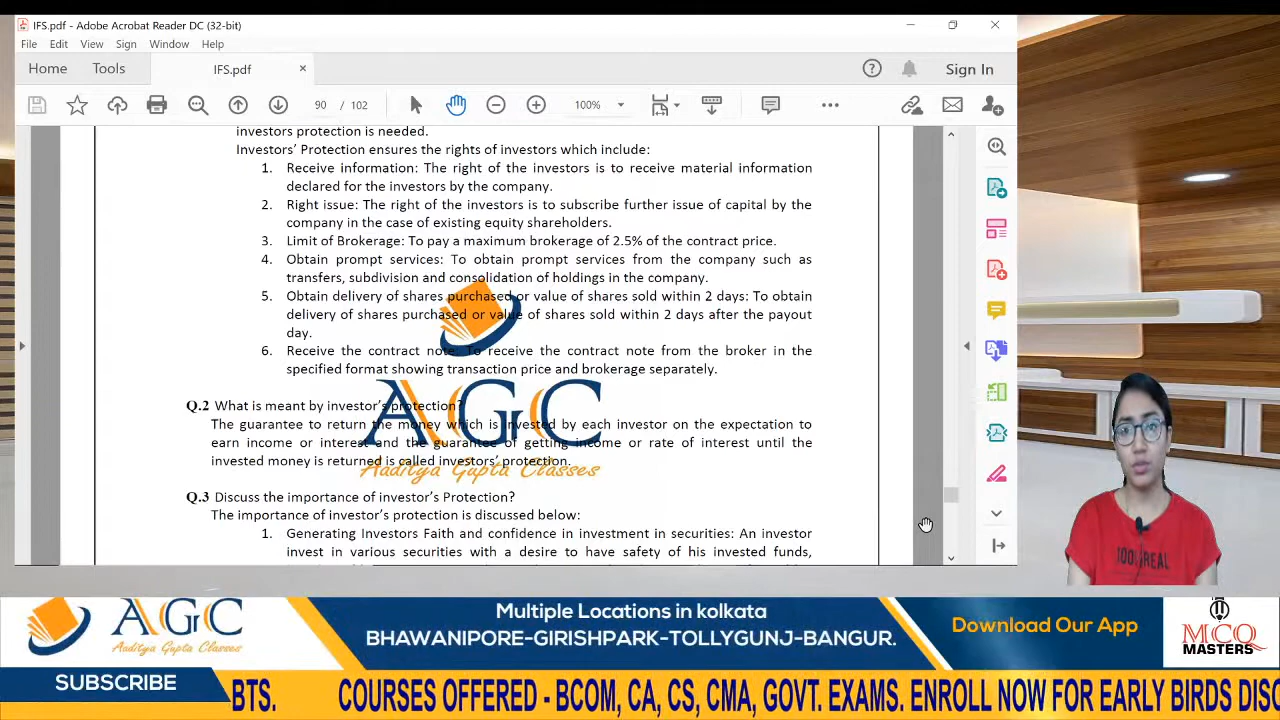 IFS.pdf - Adobe Acrobat Reader DC (32-bit)
File Edit View Sign Window Help
Home Tools IFS.pdf × Sign In
90 / 102 100%
investors protection is needed.
Investors' Protection ensures the rights of investors which include:
1. Receive information: The right of the investors is to receive material information
declared for the investors by the company.
2. Right issue: The right of the investors is to subscribe further issue of capital by the
company in the case of existing equity shareholders.
3. Limit of Brokerage: To pay a maximum brokerage of 2.5% of the contract price.
4. Obtain prompt services: To obtain prompt services from the company such as
transfers, subdivision and consolidation of holdings in the company.
5. Obtain delivery of shares purchased or value of shares sold within 2 days: To obtain
delivery of shares purchased or value of shares sold within 2 days after the payout
day.
6. Receive the contract note: To receive the contract note from the broker in the
specified format showing transaction price and brokerage separately.
Q.2 What is meant by investor's protection?
The guarantee to return the money which is invested by each investor on the expectation to
earn income or interest and the guarantee of getting income or rate of interest until the
invested money is returned is called investors' protection.
AGC
Aaditya Gupta Classes
Q.3 Discuss the importance of investor's Protection?
The importance of investor's protection is discussed below:
1. Generating Investors Faith and confidence in investment in securities: An investor
invest in various securities with a desire to have safety of his invested funds,
AGC
Aaditya Gupta Classes
Multiple Locations in kolkata
BHAWANIPORE-GIRISHPARK-TOLLYGUNJ-BANGUR.
Download Our App
MCQ
MASTERS
SUBSCRIBE
BTS. COURSES OFFERED - BCOM, CA, CS, CMA, GOVT. EXAMS. ENROLL NOW FOR EARLY BIRDS DISC